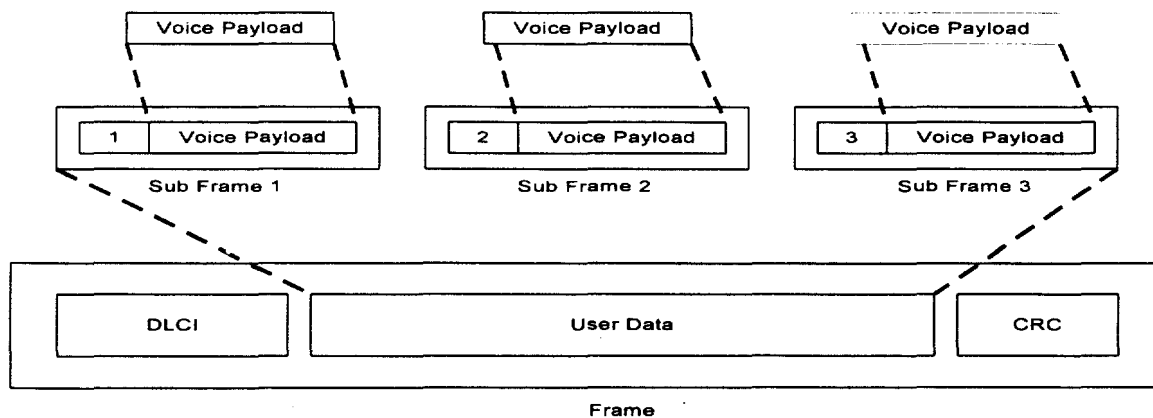 Voice Payload Voice Payload Voice Payload
1 Voice Payload 2 Voice Payload 3 Voice Payload
Sub Frame 1 Sub Frame 2 Sub Frame 3
DLCI User Data CRC
Frame